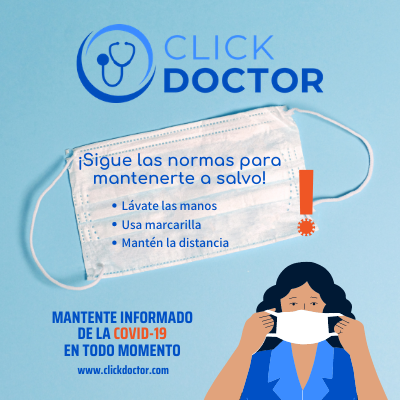 CLICK
DOCTOR
¡Sigue las normas para
mantenerte a salvo!
• Lávate las manos
• Usa marcarilla
• Mantén la distancia
MANTENTE INFORMADO
DE LA COVID-19
EN TODO MOMENTO
www.clickdoctor.com